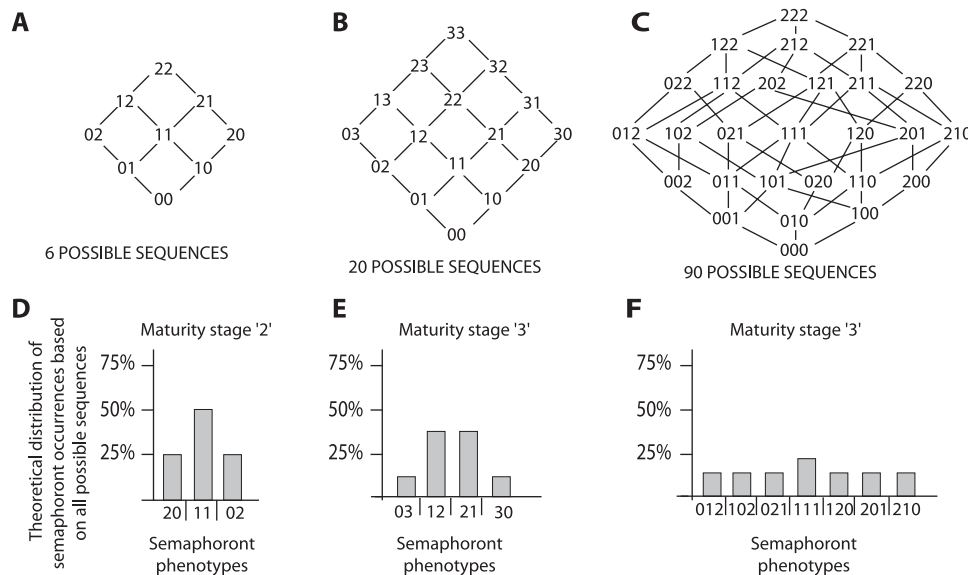 A
22
12 21
02 11 20
01 10
00
6 POSSIBLE SEQUENCES
B
33
23 32
13 22 31
03 12 21 30
02 11 20
01 10
00
20 POSSIBLE SEQUENCES
C
222
122 212 221
022 112 202 121 211 220
012 102 021 111 120 201 210
002 011 101 020 110 200
001 010 100
000
90 POSSIBLE SEQUENCES
Theoretical distribution of
semaphoront occurrences based
on all possible sequences
D
Maturity stage '2'
75%
50%
25%
20 11 02
Semaphoront
phenotypes
E
Maturity stage '3'
75%
50%
25%
03 12 21 30
Semaphoront
phenotypes
F
Maturity stage '3'
75%
50%
25%
012 102 021 111 120 201 210
Semaphoront
phenotypes